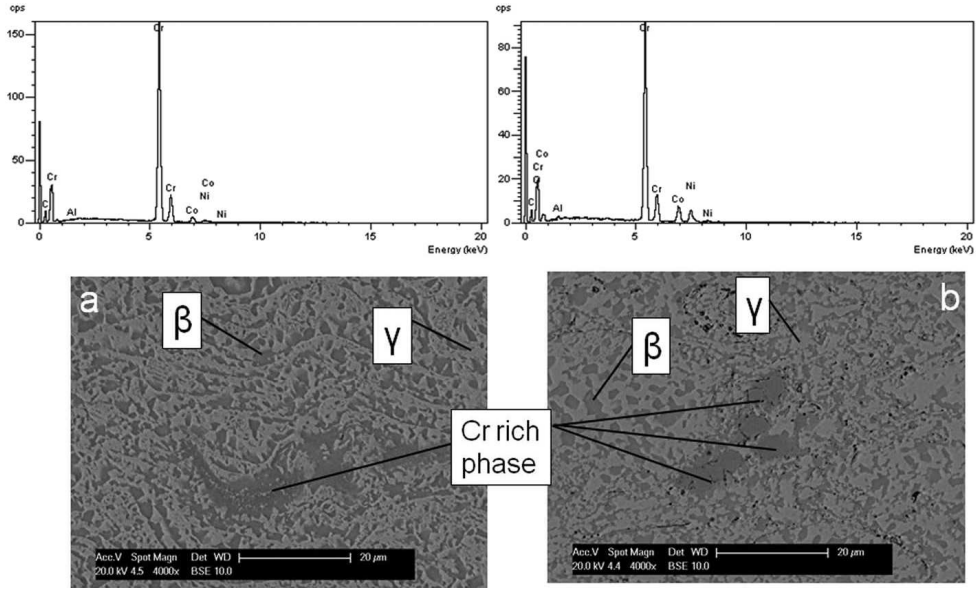 cps
150
100
50
0
Cr
Cr
C
Al
Cr
Co
Ni
Co
Ni
0
5
10
15
20
Energy (keV)
cps
80
60
40
20
0
Cr
Co
Cr
C
Al
Cr
Co
Ni
Ni
0
5
10
15
20
Energy (keV)
a
β
γ
b
β
γ
Cr rich
phase
Acc.V Spot Magn Det WD 20 µm
20.0 kV 4.5 4000x BSE 10.0
Acc.V Spot Magn Det WD 20 µm
20.0 kV 4.4 4000x BSE 10.0